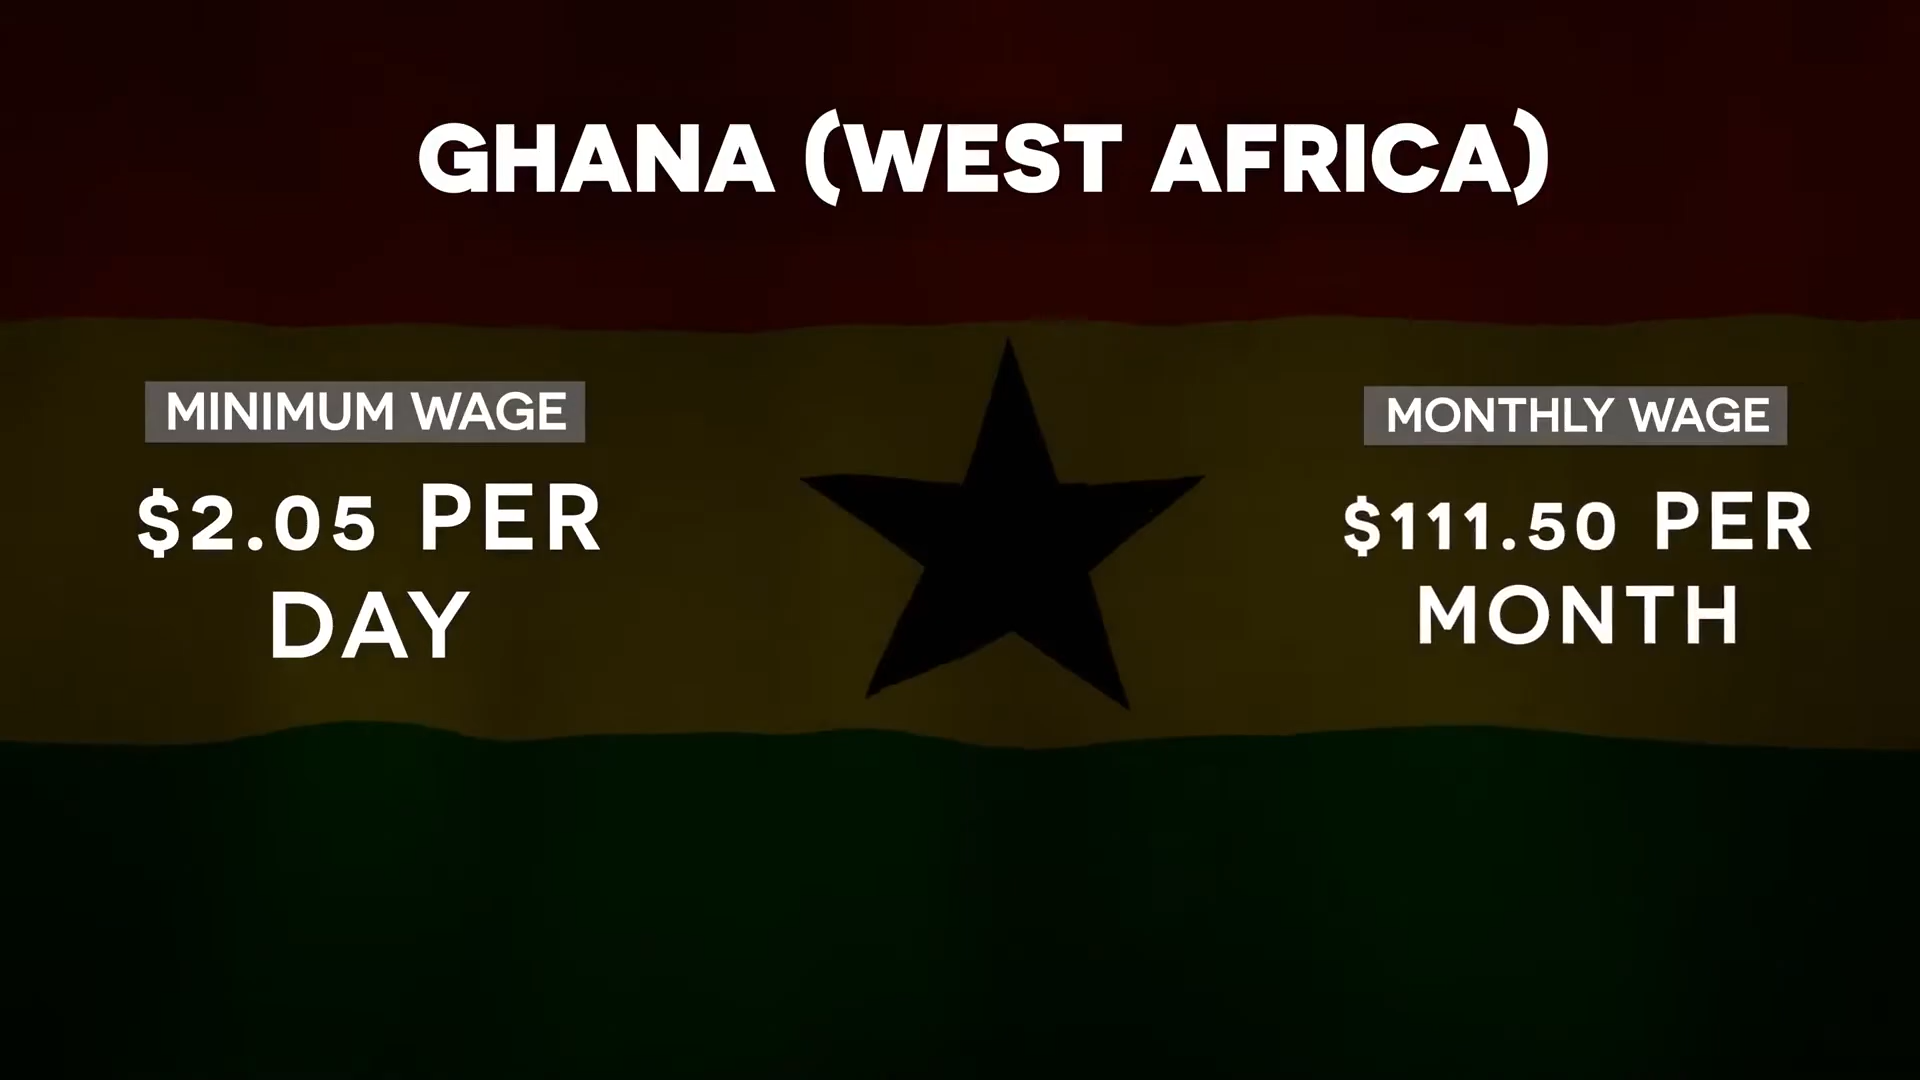 GHANA (WEST AFRICA)
MINIMUM WAGE
$2.05 PER
DAY
MONTHLY WAGE
$111.50 PER
MONTH